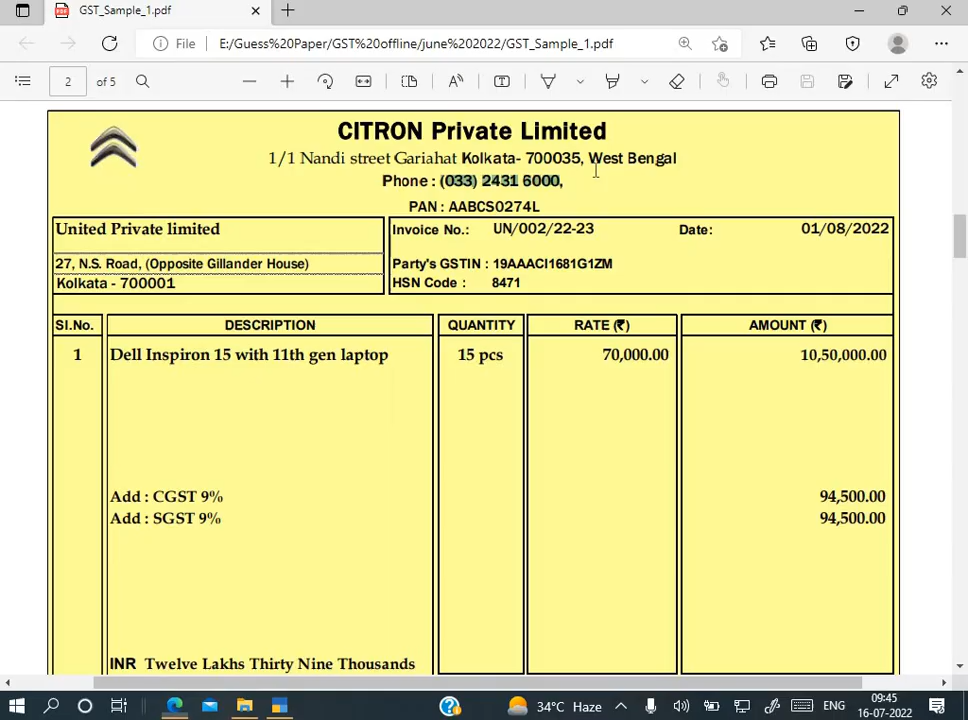 GST_Sample_1.pdf
File E:/Guess%20Paper/GST%20offline/june%202022/GST_Sample_1.pdf
2 of 5
CITRON Private Limited
1/1 Nandi street Gariahat Kolkata- 700035, West Bengal
Phone : (033) 2431 6000,
PAN : AABCS0274L
United Private limited
Invoice No.: UN/002/22-23 Date: 01/08/2022
27, N.S. Road, (Opposite Gillander House)
Party's GSTIN : 19AAACI1681G1ZM
Kolkata - 700001
HSN Code : 8471
Sl.No. DESCRIPTION QUANTITY RATE (₹) AMOUNT (₹)
1 Dell Inspiron 15 with 11th gen laptop 15 pcs 70,000.00 10,50,000.00
Add : CGST 9% 94,500.00
Add : SGST 9% 94,500.00
INR Twelve Lakhs Thirty Nine Thousands
34°C Haze ENG 09:45
16-07-2022